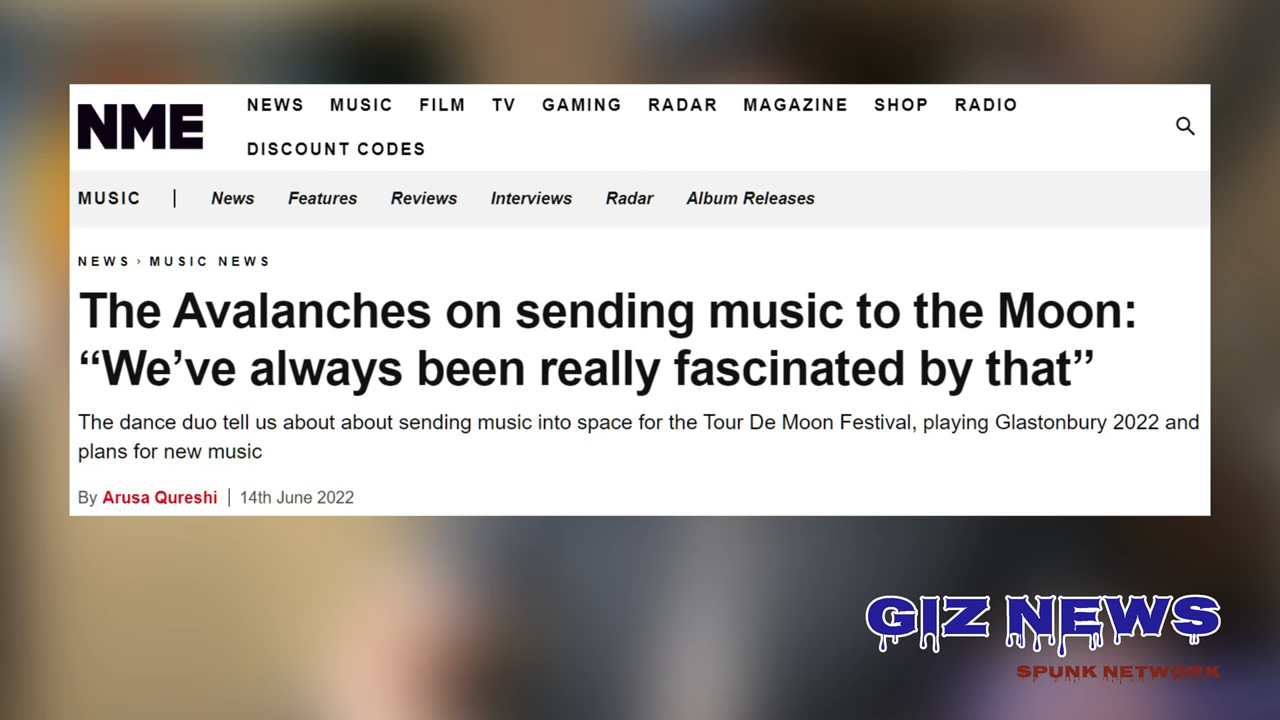 NME
NEWS MUSIC FILM TV GAMING RADAR MAGAZINE SHOP RADIO
DISCOUNT CODES
MUSIC | News Features Reviews Interviews Radar Album Releases
NEWS › MUSIC NEWS
The Avalanches on sending music to the Moon:
“We’ve always been really fascinated by that”
The dance duo tell us about about sending music into space for the Tour De Moon Festival, playing Glastonbury 2022 and
plans for new music
By Arusa Qureshi | 14th June 2022
GIZ NEWS
SPUNK NETWORK